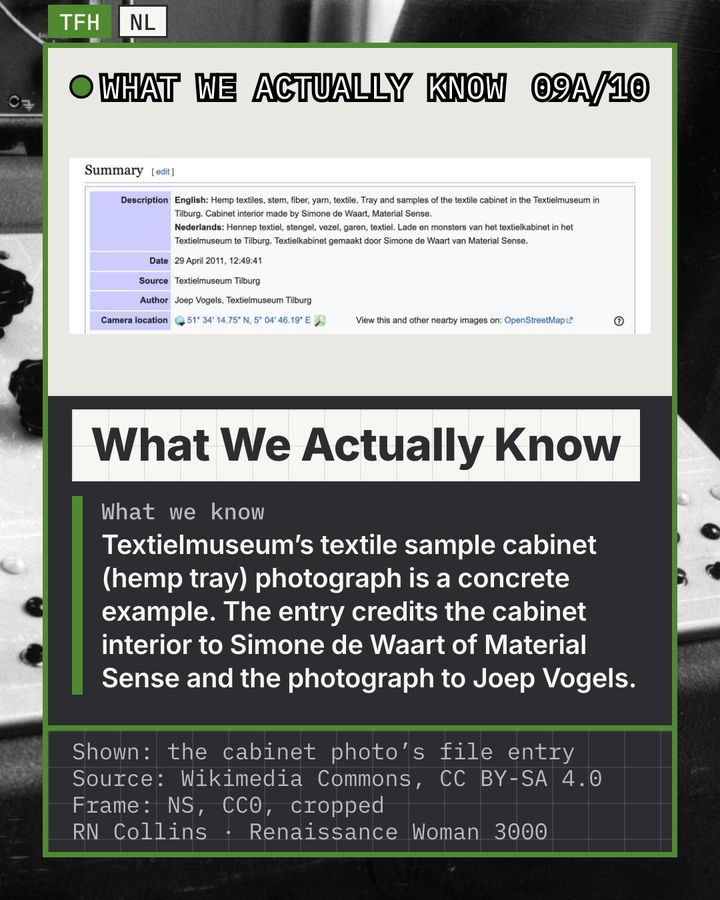 TFH NL
WHAT WE ACTUALLY KNOW 09A/10
Summary [ edit ]
Description English: Hemp textiles, stem, fiber, yarn, textile. Tray and samples of the textile cabinet in the Textielmuseum in
Tilburg. Cabinet interior made by Simone de Waart, Material Sense.
Nederlands: Hennep textiel, stengel, vezel, garen, textiel. Lade en monsters van het textielkabinet in het
Textielmuseum te Tilburg. Textielkabinet gemaakt door Simone de Waart van Material Sense.
Date 29 April 2011, 12:49:41
Source Textielmuseum Tilburg
Author Joep Vogels, Textielmuseum Tilburg
Camera location 51° 34′ 14.75″ N, 5° 04′ 46.19″ E View this and other nearby images on: OpenStreetMap ?
What We Actually Know
What we know
Textielmuseum’s textile sample cabinet
(hemp tray) photograph is a concrete
example. The entry credits the cabinet
interior to Simone de Waart of Material
Sense and the photograph to Joep Vogels.
Shown: the cabinet photo’s file entry
Source: Wikimedia Commons, CC BY-SA 4.0
Frame: NS, CC0, cropped
RN Collins · Renaissance Woman 3000